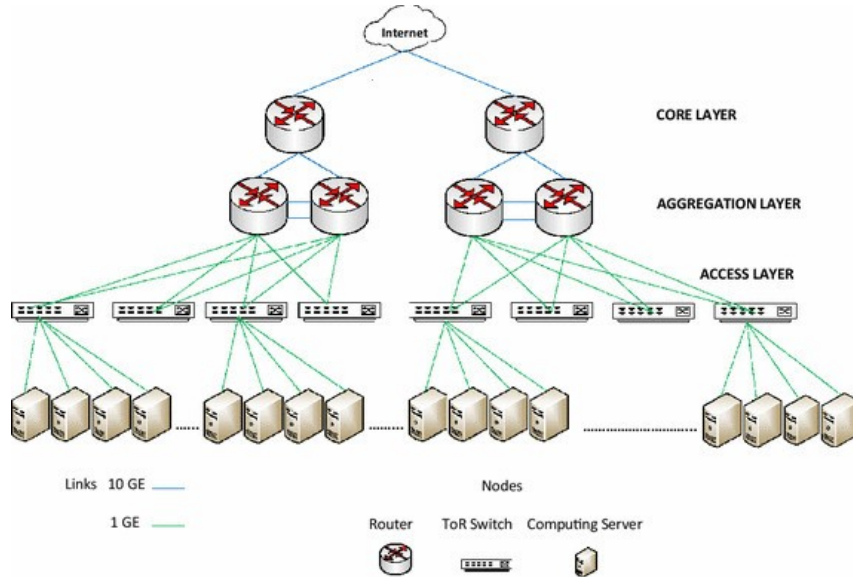 Internet
CORE LAYER
AGGREGATION LAYER
ACCESS LAYER
Links 10 GE
Nodes
1 GE
Router ToR Switch Computing Server